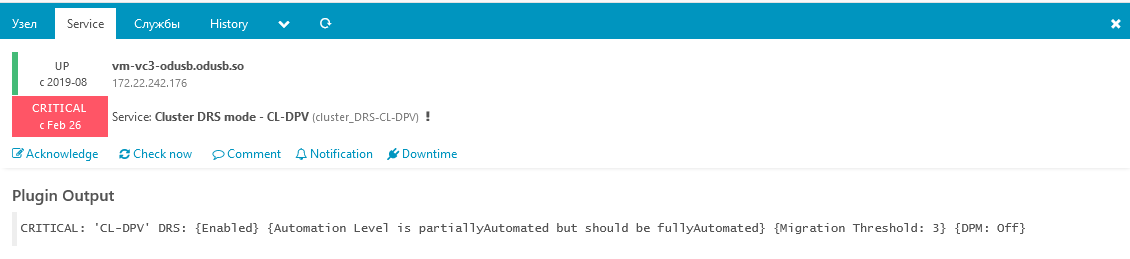 Узел Service Службы History
UP
с 2019-08
vm-vc3-odusb.odusb.so
172.22.242.176
CRITICAL
с Feb 26
Service: Cluster DRS mode - CL-DPV (cluster_DRS-CL-DPV) !
Acknowledge Check now Comment Notification Downtime
Plugin Output
CRITICAL: 'CL-DPV' DRS: {Enabled} {Automation Level is partiallyAutomated but should be fullyAutomated} {Migration Threshold: 3} {DPM: Off}